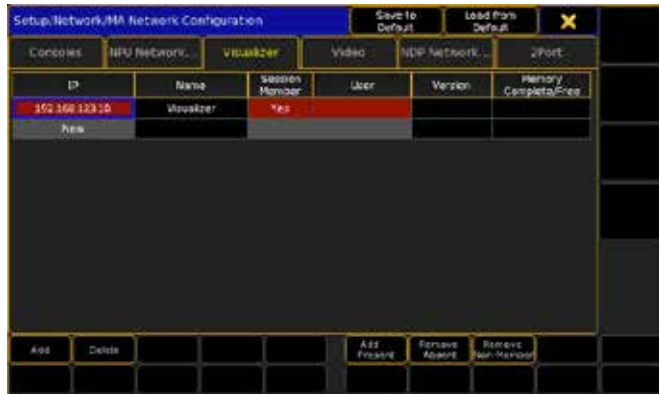 Setup/Network/MA Network Configuration
Save to Default
Load from Default
Consoles
NPU Network...
Visualizer
Video
NDP Network...
3Port
IP
Name
Session Member
User
Version
Memory Complete/Free
192.168.123.10
Visualizer
Yes
New
Add
Delete
Add Present
Remove Absent
Remove Non-Member